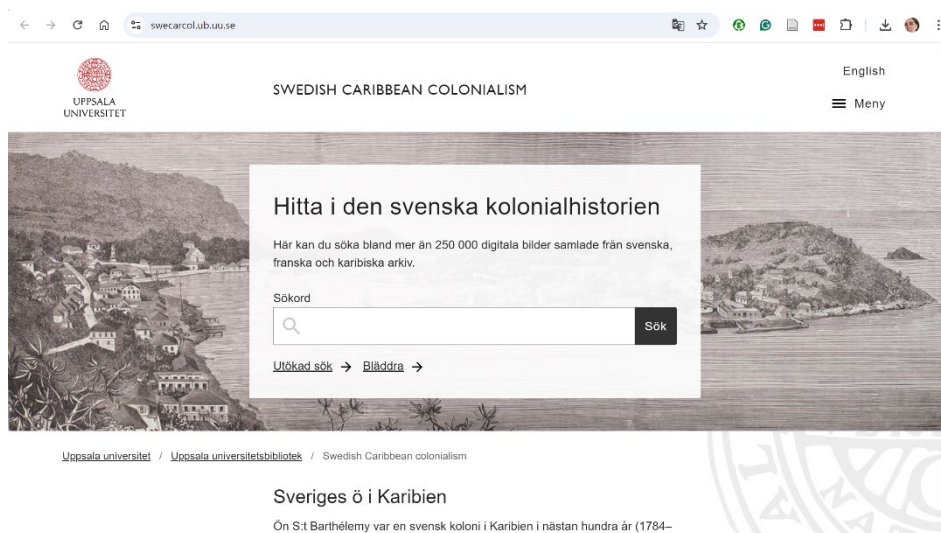 swecarcol.ub.uu.se
UPPSALA
UNIVERSITET
SWEDISH CARIBBEAN COLONIALISM
English
Meny
Hitta i den svenska kolonialhistorien
Här kan du söka bland mer än 250 000 digitala bilder samlade från svenska,
franska och karibiska arkiv.
Sökord
Sök
Utökad sök → Bläddra →
Uppsala universitet / Uppsala universitetsbibliotek / Swedish Caribbean colonialism
Sveriges ö i Karibien
Ön S:t Barthélemy var en svensk koloni i Karibien i nästan hundra år (1784–